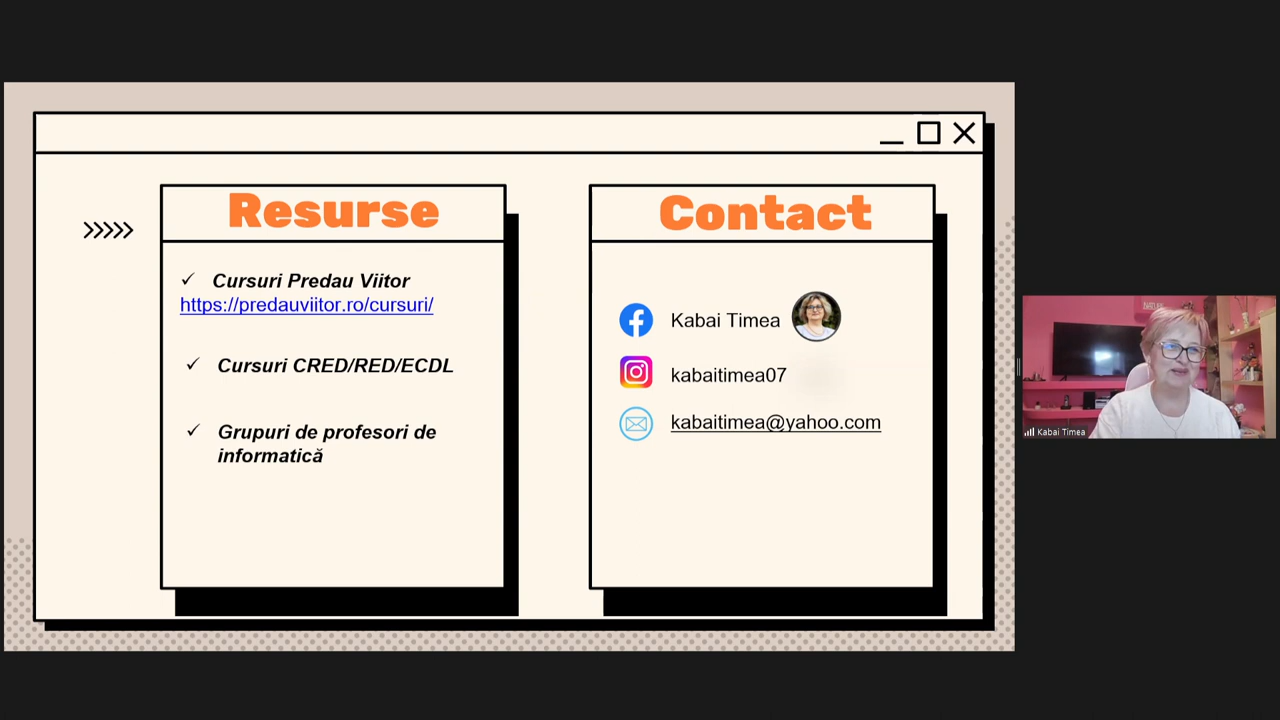 Resurse
✓ Cursuri Predau Viitor
https://predauviitor.ro/cursuri/
✓ Cursuri CRED/RED/ECDL
✓ Grupuri de profesori de
informatică
Contact
Kabai Timea
kabaitimea07
kabaitimea@yahoo.com
Kabai Timea